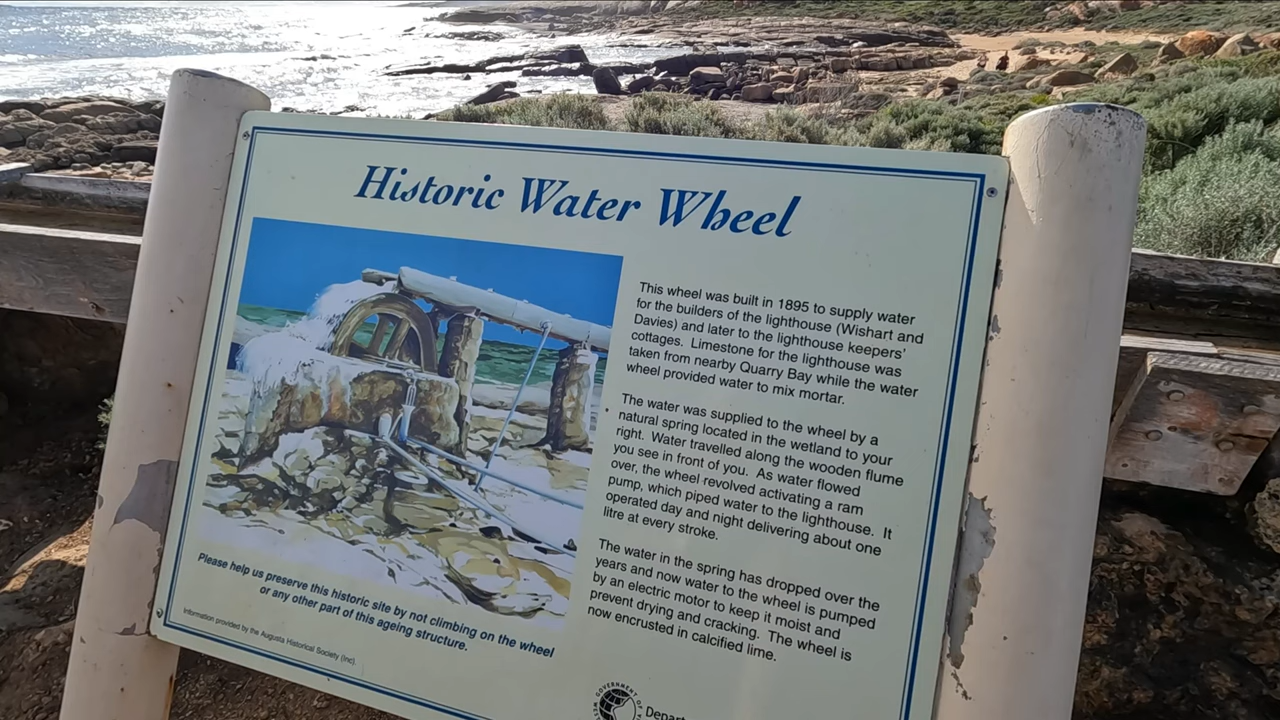 Historic Water Wheel
This wheel was built in 1895 to supply water
for the builders of the lighthouse (Wishart and
Davies) and later to the lighthouse keepers'
cottages. Limestone for the lighthouse was
taken from nearby Quarry Bay while the water
wheel provided water to mix mortar.
The water was supplied to the wheel by a
natural spring located in the wetland to your
right. Water travelled along the wooden flume
you see in front of you. As water flowed
over, the wheel revolved activating a ram
pump, which piped water to the lighthouse. It
operated day and night delivering about one
litre at every stroke.
The water in the spring has dropped over the
years and now water to the wheel is pumped
by an electric motor to keep it moist and
prevent drying and cracking. The wheel is
now encrusted in calcified lime.
Please help us preserve this historic site by not climbing on the wheel
or any other part of this ageing structure.
Information provided by the Augusta Historical Society (Inc).
GOVERNMENT OF